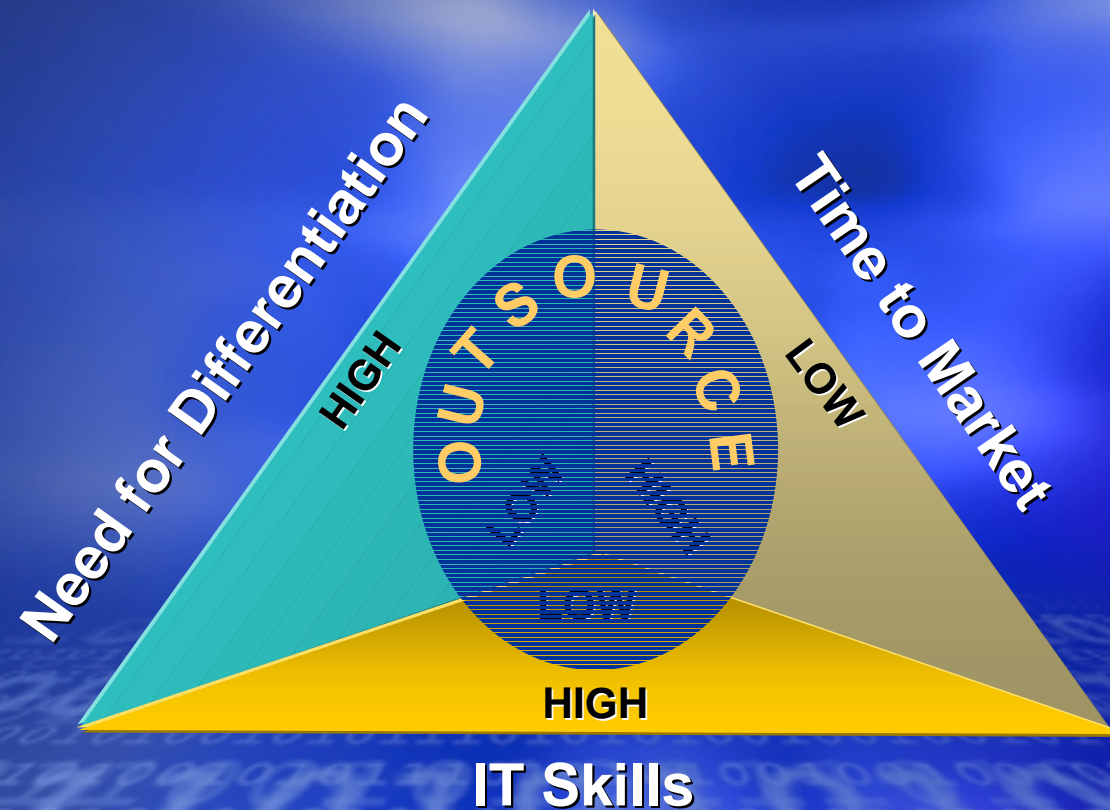 Need for Differentiation
Time to Market
HIGH
LOW
OUTSOURCE
LOW
HIGH
LOW
HIGH
IT Skills